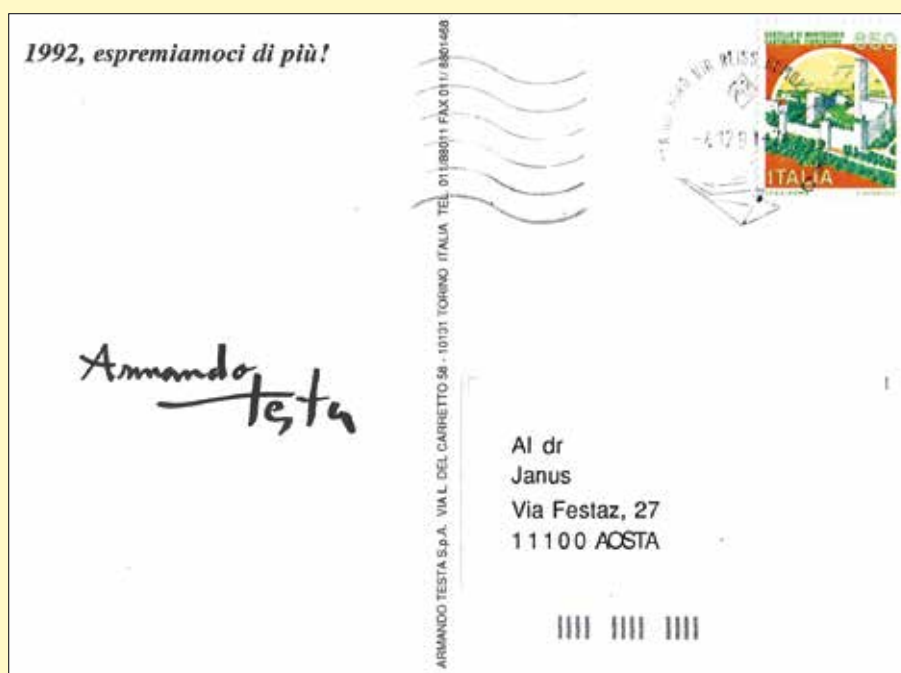 1992, espremiamoci di più!
Armando
testa
ARMANDO TESTA S.p.A. VIA L. DEL CARRETTO 58 - 10131 TORINO ITALIA TEL. 011/88011 FAX 011/ 8801468
850
ITALIA
Al dr
Janus
Via Festaz, 27
11100 AOSTA